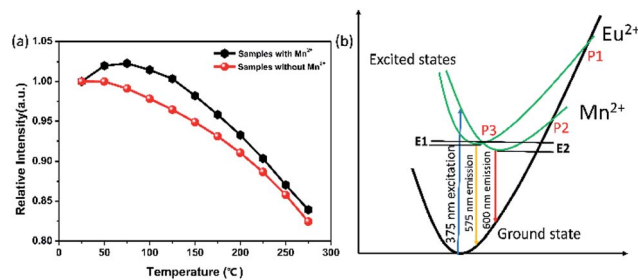 (a)
1.05
1.00
0.95
0.90
0.85
0.80
Relative Intensity(a.u.)
Samples with Mn²⁺
Samples without Mn²⁺
0 50 100 150 200 250 300
Temperature (℃)
(b)
Eu²⁺
P1
Excited states
Mn²⁺
P3
P2
E1
E2
375 nm excitation
575 nm emission
600 nm emission
Ground state